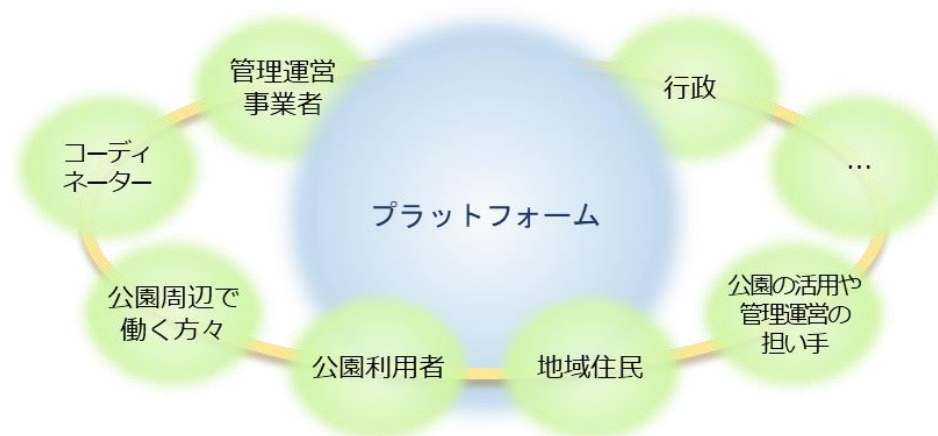 管理運営
事業者
行政
コーディ
ネーター
…
プラットフォーム
公園周辺で
働く方々
公園の活用や
管理運営の
担い手
公園利用者
地域住民